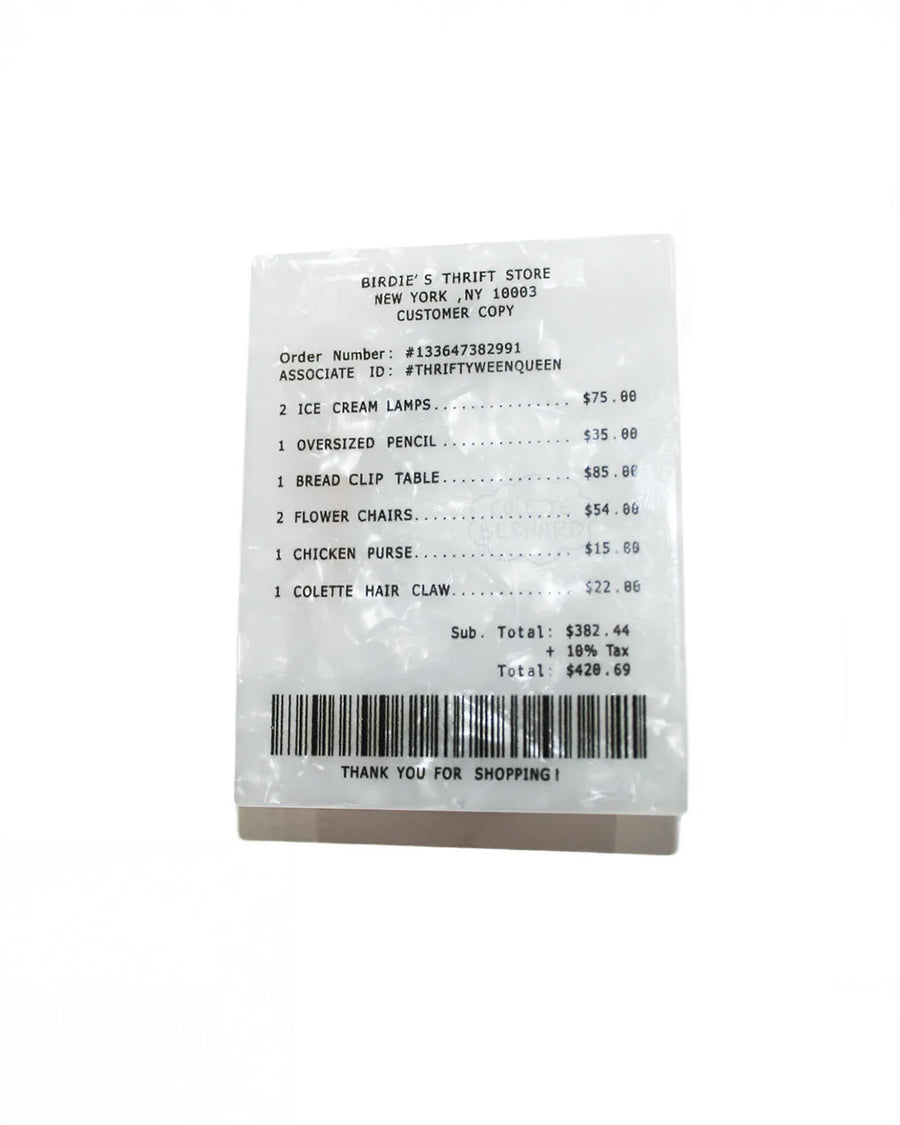 BIRDIE'S THRIFT STORE
NEW YORK ,NY 10003
CUSTOMER COPY
Order Number: #133647382991
ASSOCIATE ID: #THRIFTYWEENQUEEN
2 ICE CREAM LAMPS............... $75.00
1 OVERSIZED PENCIL.............. $35.00
1 BREAD CLIP TABLE.............. $85.00
2 FLOWER CHAIRS................. $54.00
1 CHICKEN PURSE................. $15.00
1 COLETTE HAIR CLAW............. $22.00
COLETTE
BERNARD
Sub. Total: $382.44
+ 10% Tax
Total: $420.69
THANK YOU FOR SHOPPING!